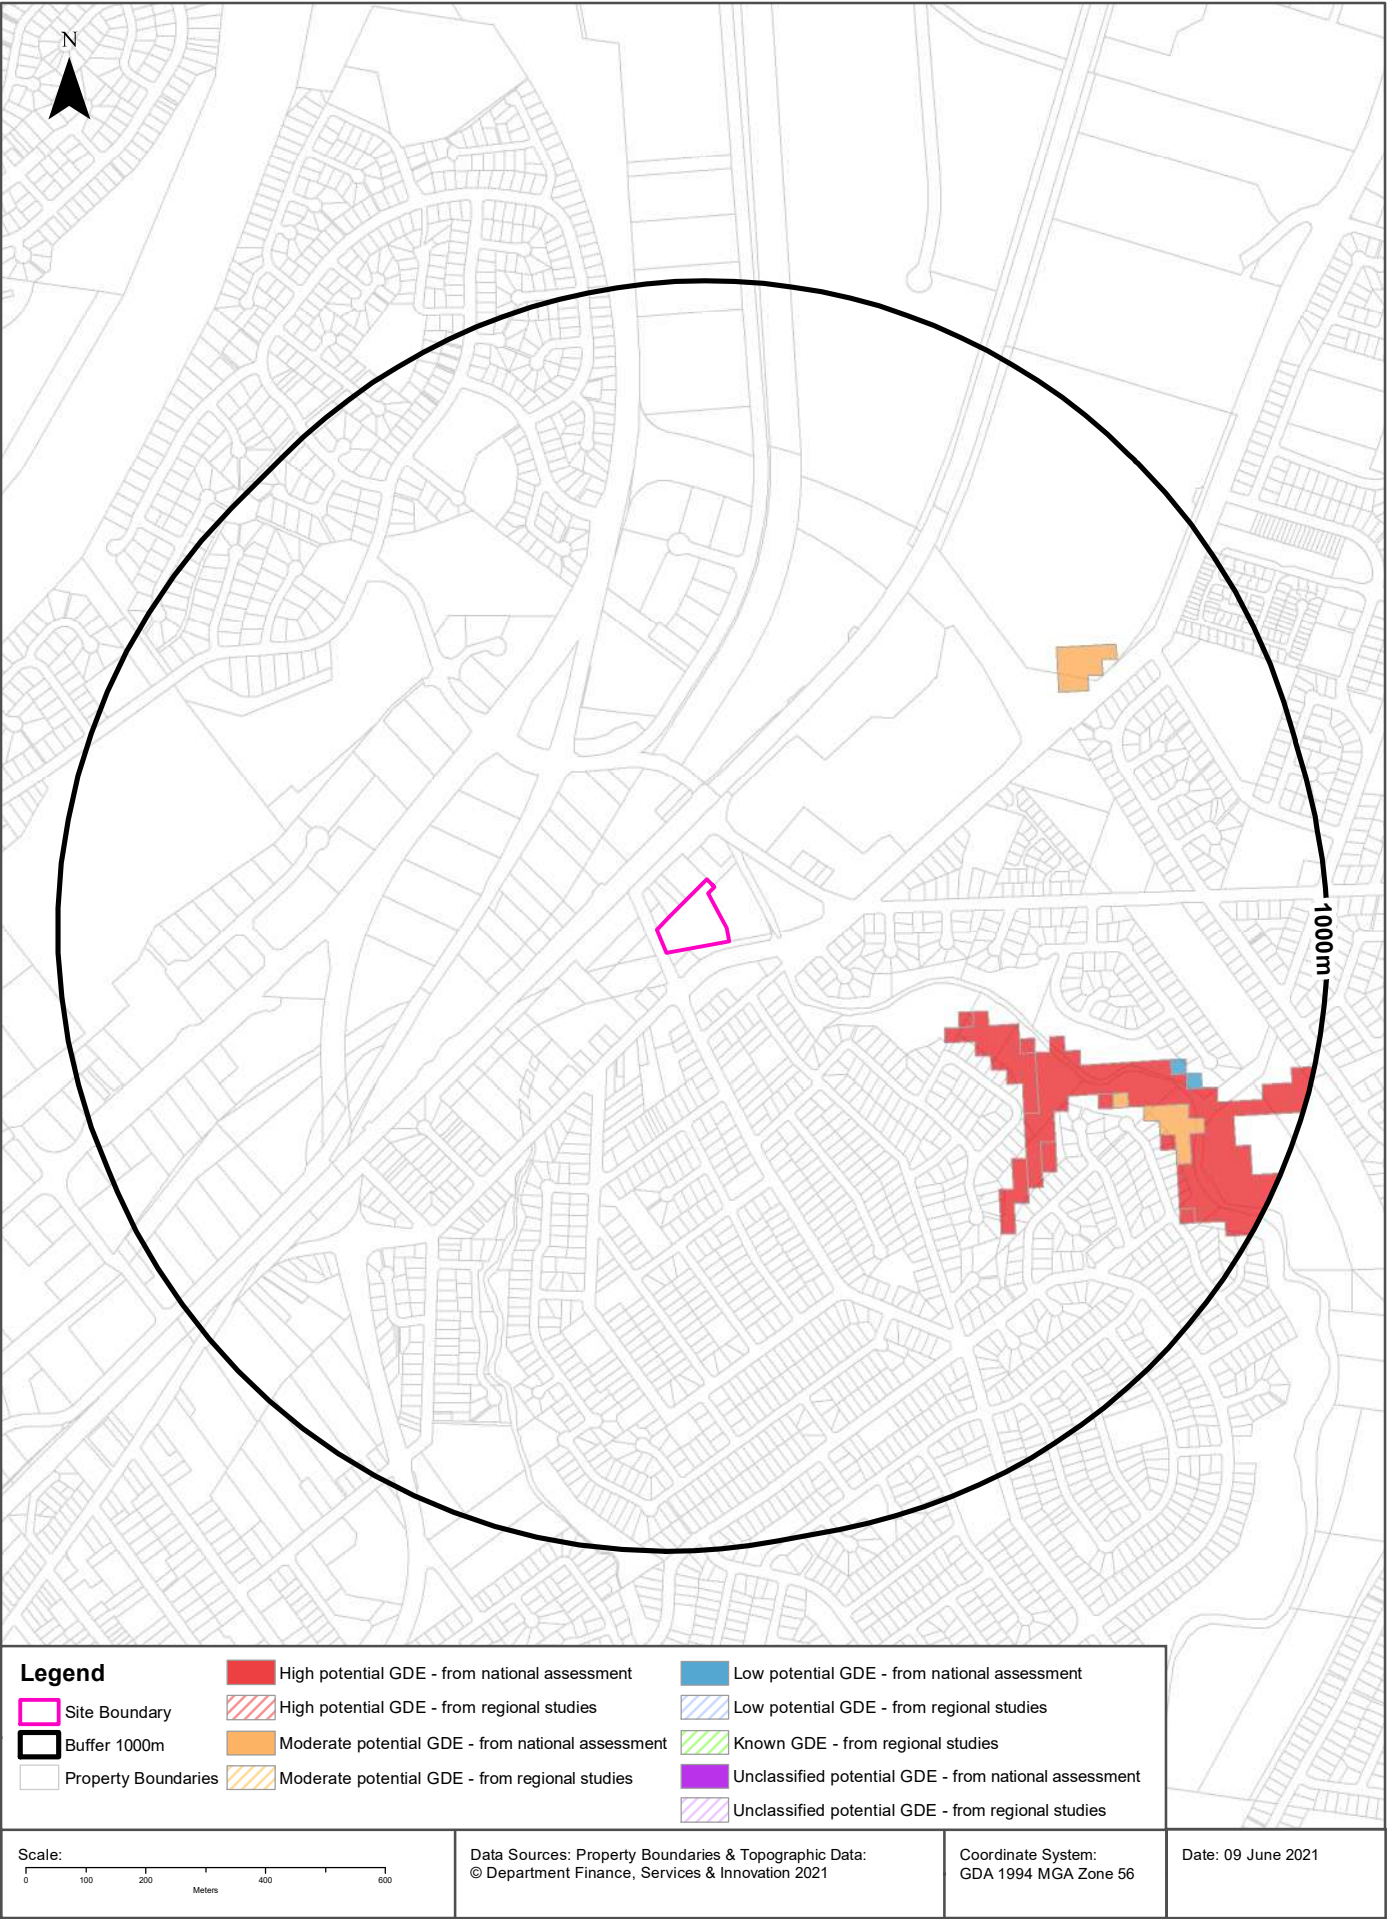 N
1000m
Legend
Site Boundary
Buffer 1000m
Property Boundaries
High potential GDE - from national assessment
High potential GDE - from regional studies
Moderate potential GDE - from national assessment
Moderate potential GDE - from regional studies
Low potential GDE - from national assessment
Low potential GDE - from regional studies
Known GDE - from regional studies
Unclassified potential GDE - from national assessment
Unclassified potential GDE - from regional studies
Scale:
0 100 200 400 600
Meters
Data Sources: Property Boundaries & Topographic Data:
© Department Finance, Services & Innovation 2021
Coordinate System:
GDA 1994 MGA Zone 56
Date: 09 June 2021